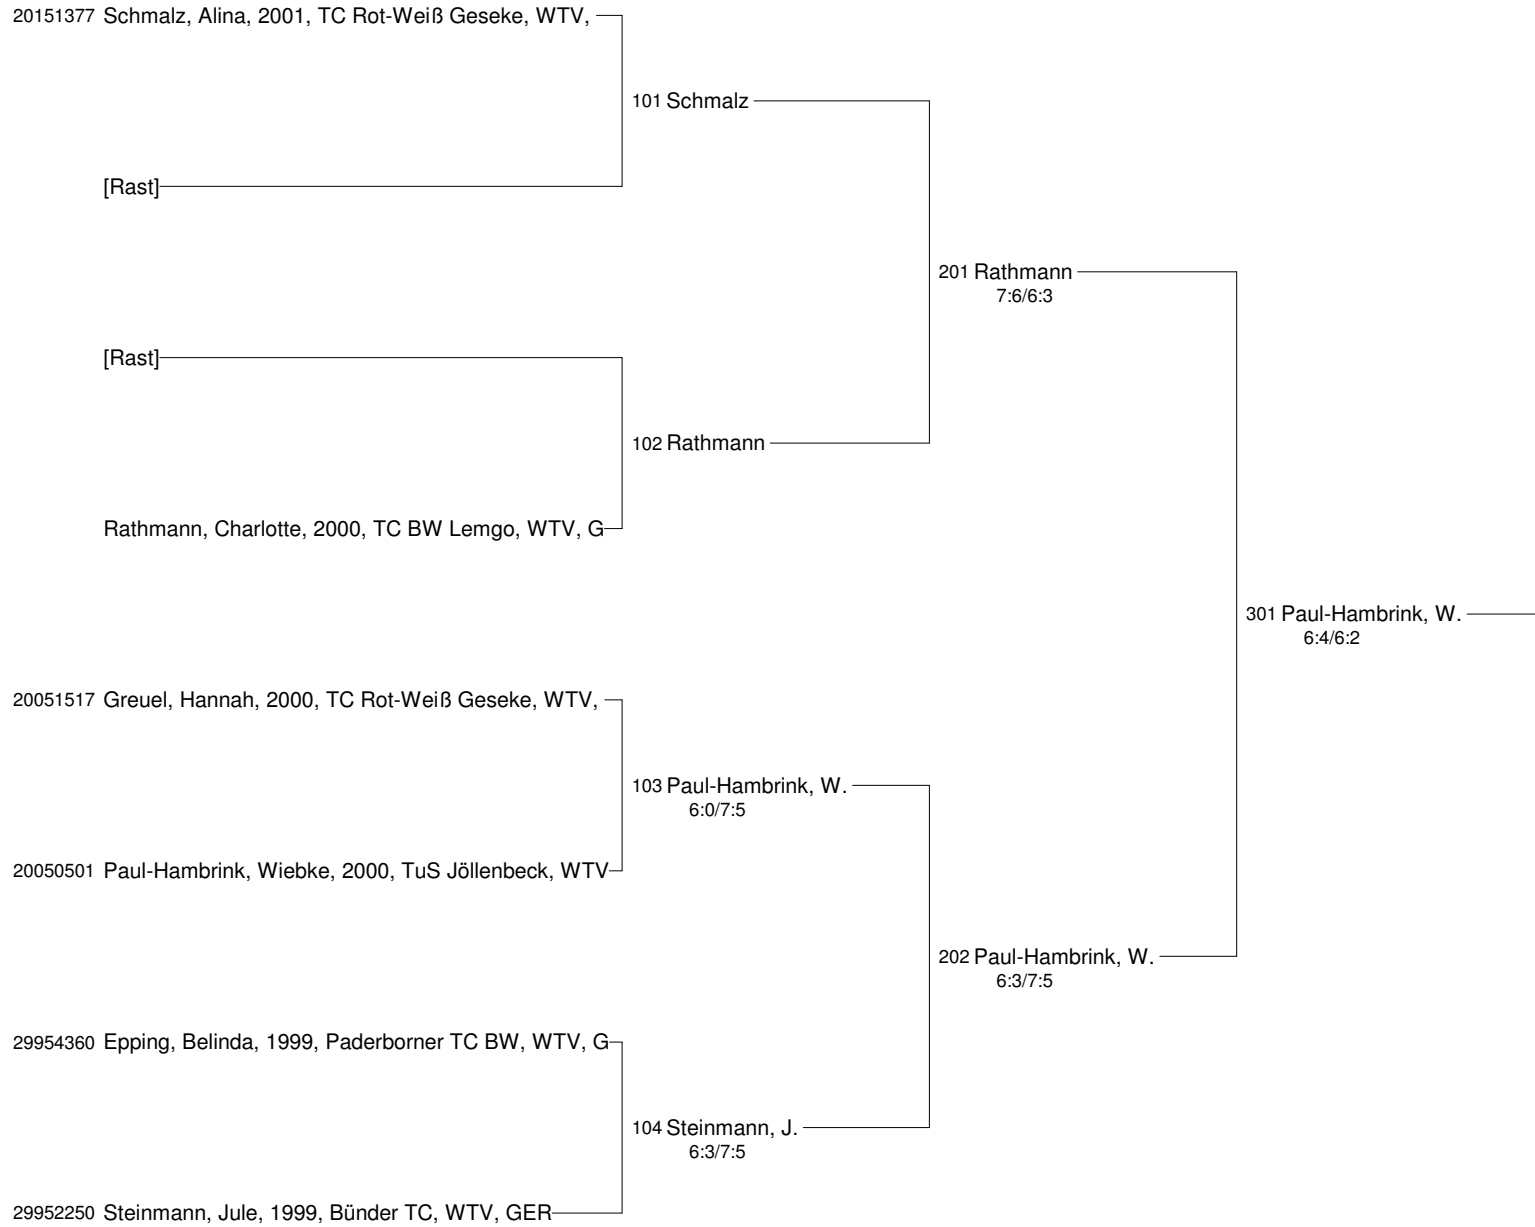 20151377 Schmalz, Alina, 2001, TC Rot-Weiß Geseke, WTV,
101 Schmalz
[Rast]
201 Rathmann
7:6/6:3
[Rast]
102 Rathmann
Rathmann, Charlotte, 2000, TC BW Lemgo, WTV, G
301 Paul-Hambrink, W.
6:4/6:2
20051517 Greuel, Hannah, 2000, TC Rot-Weiß Geseke, WTV,
103 Paul-Hambrink, W.
6:0/7:5
20050501 Paul-Hambrink, Wiebke, 2000, TuS Jöllenbeck, WTV
202 Paul-Hambrink, W.
6:3/7:5
29954360 Epping, Belinda, 1999, Paderborner TC BW, WTV, G
104 Steinmann, J.
6:3/7:5
29952250 Steinmann, Jule, 1999, Bünder TC, WTV, GER